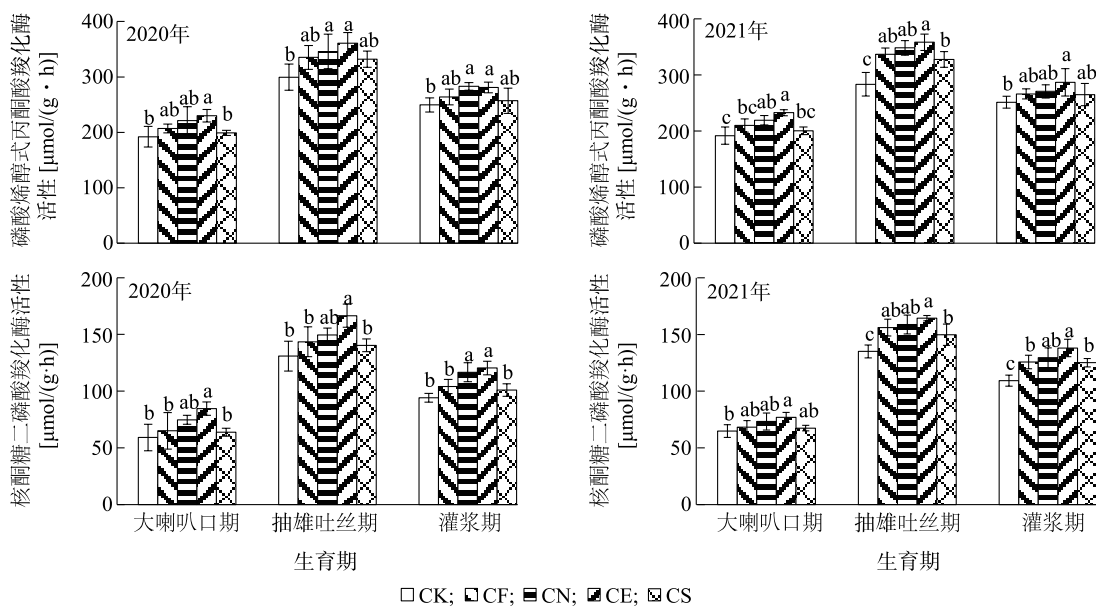 磷酸烯醇式丙酮酸羧化酶
活性 [μmol/(g·h)]
400
300
200
100
0
2020年
b ab ab a b
b ab a a ab
b ab a a ab
磷酸烯醇式丙酮酸羧化酶
活性 [μmol/(g·h)]
400
300
200
100
0
2021年
c bc ab a bc
c ab ab a b
b ab ab a ab
核酮糖二磷酸羧化酶活性
[μmol/(g·h)]
200
150
100
50
0
2020年
b b ab a b
b b ab a b
b b a a b
大喇叭口期 抽雄吐丝期 灌浆期
生育期
核酮糖二磷酸羧化酶活性
[μmol/(g·h)]
200
150
100
50
0
2021年
b ab ab a ab
c ab ab a b
c b ab a b
大喇叭口期 抽雄吐丝期 灌浆期
生育期
CK; CF; CN; CE; CS